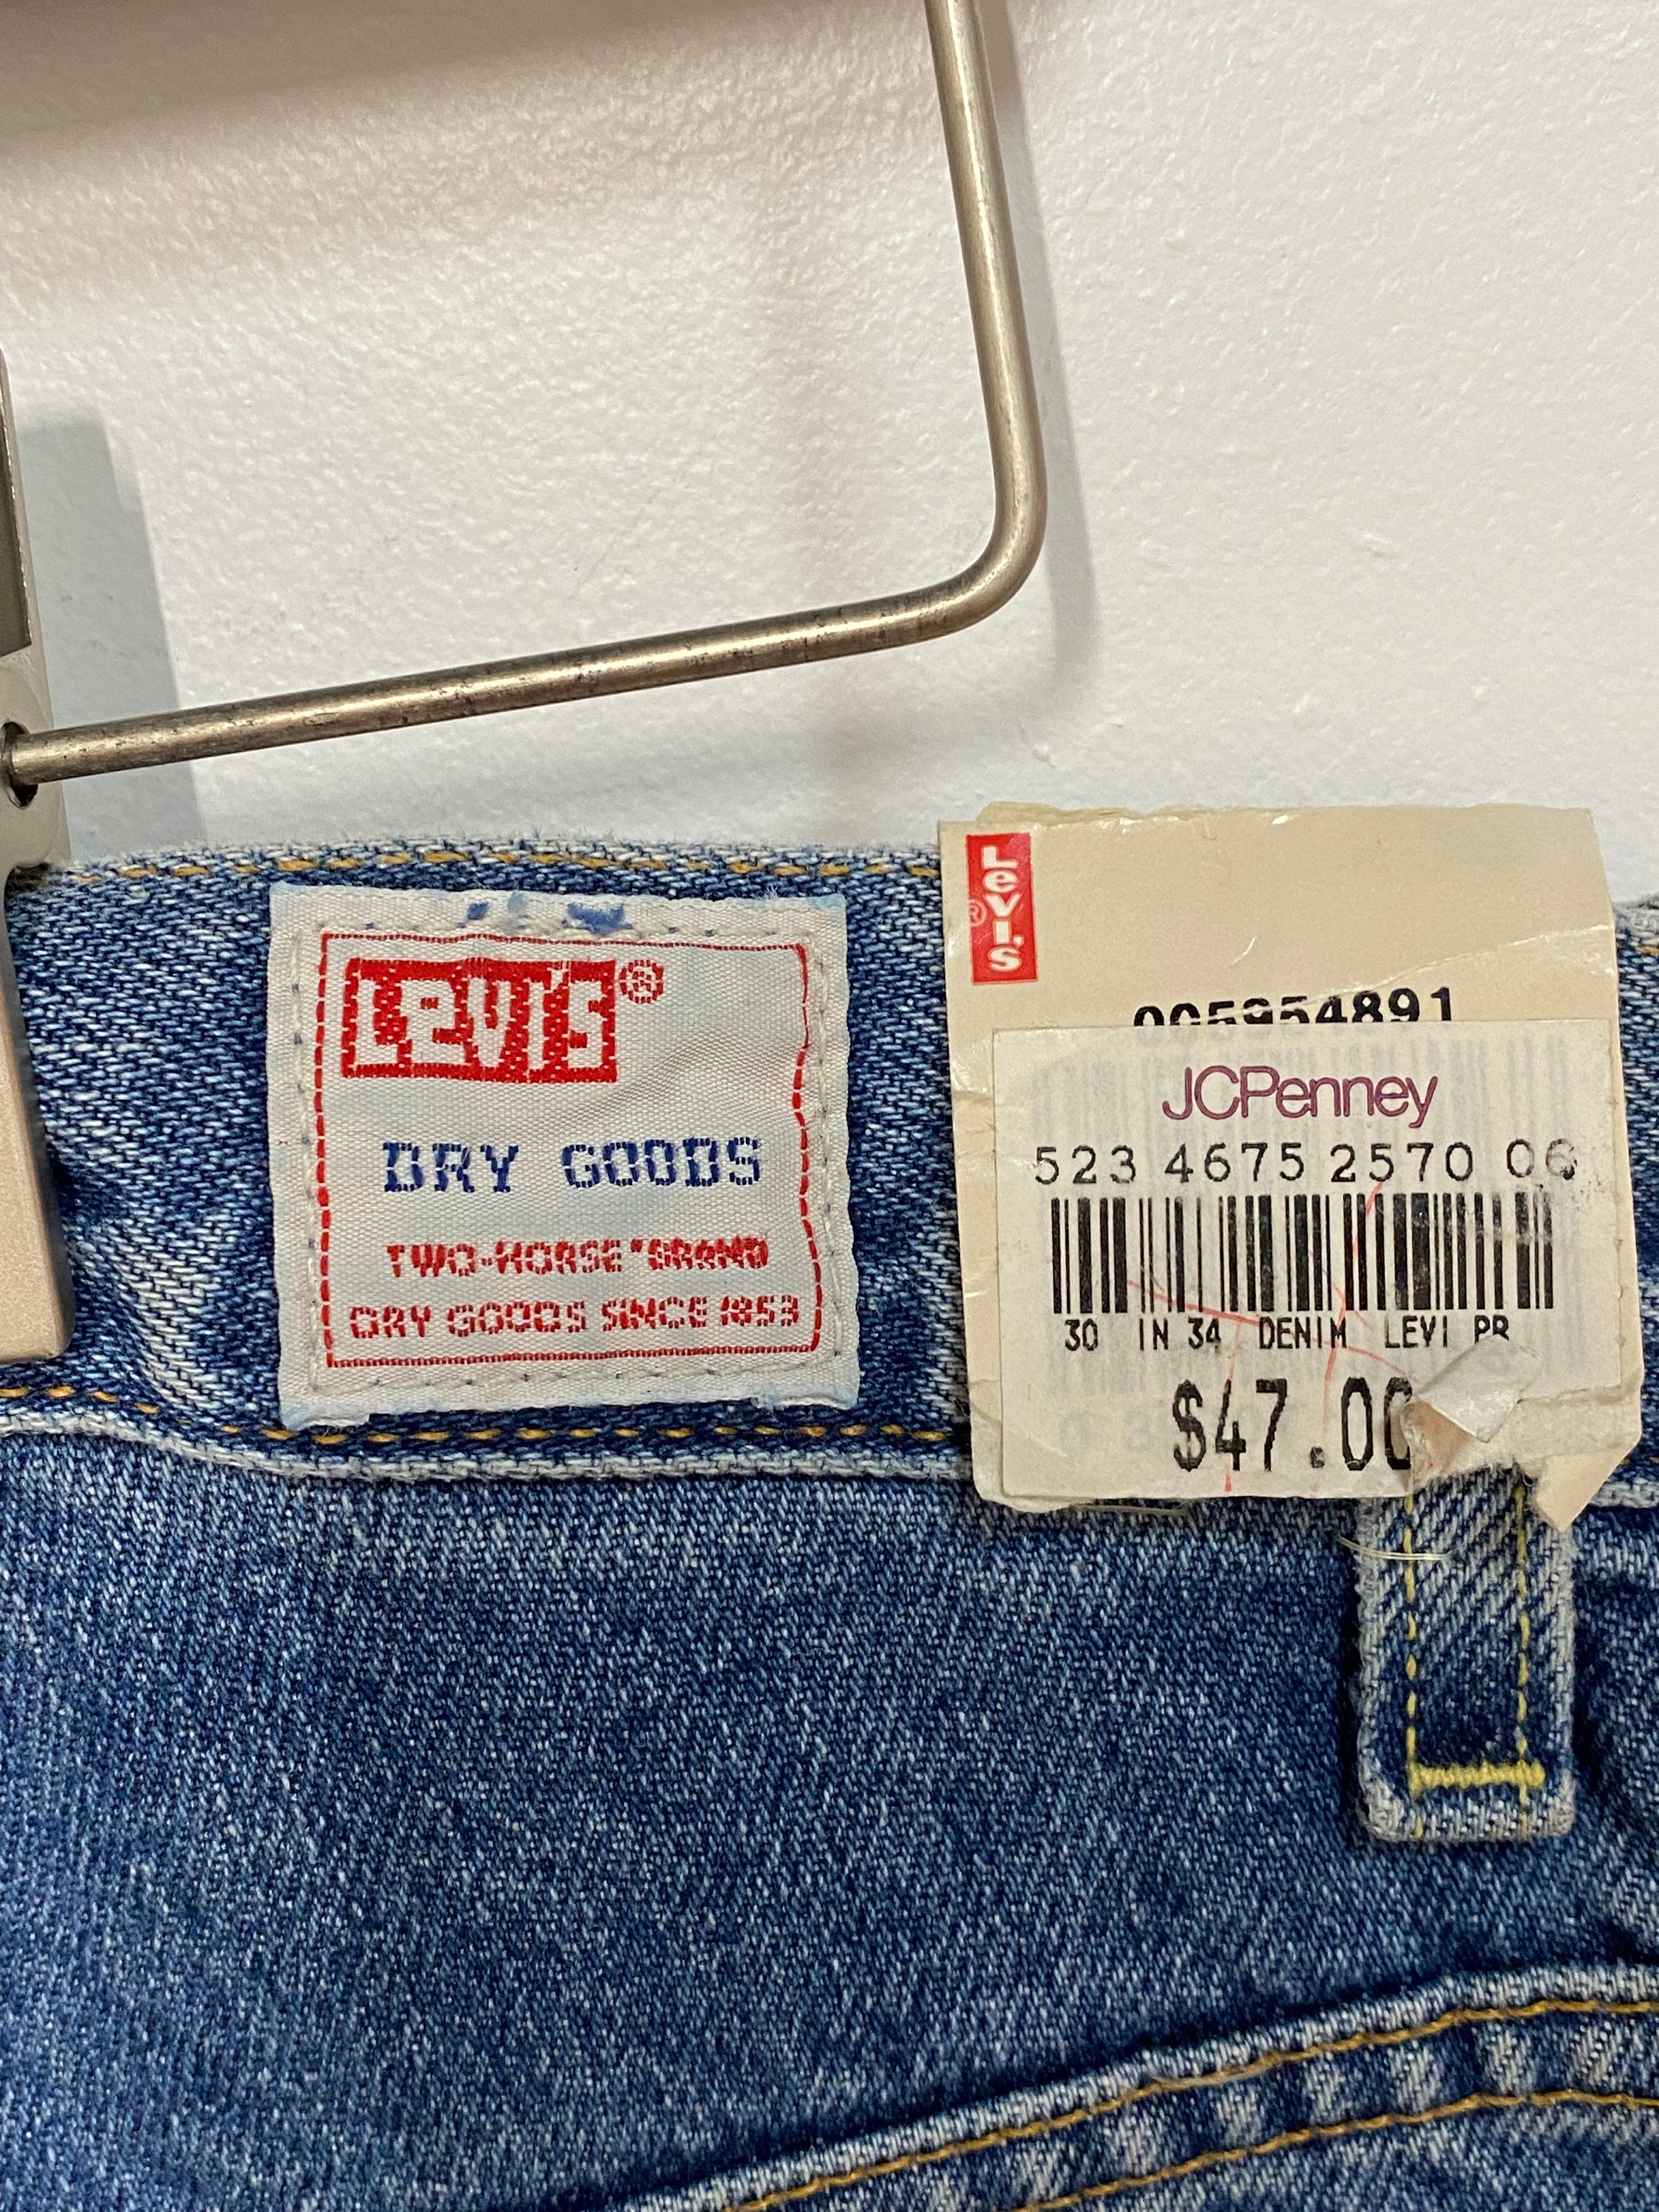 LEVI'S®
DRY GOODS
TWO-HORSE "BRAND
DRY GOODS SINCE 1853
LEVI'S
®
005954891
JCPenney
523 4675 2570 06
30 IN 34 DENIM LEVI PR
$47.00